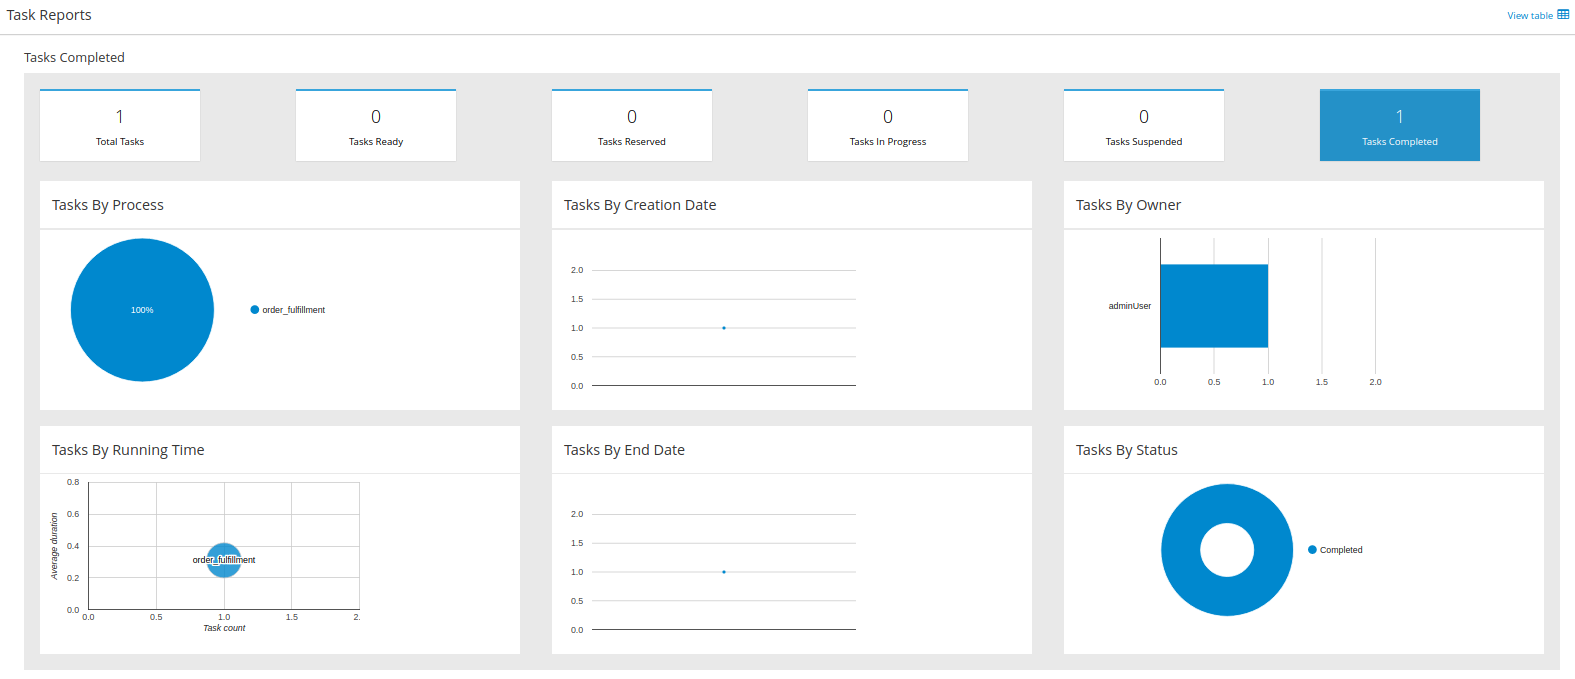 Task Reports
View table
Tasks Completed
1
Total Tasks
0
Tasks Ready
0
Tasks Reserved
0
Tasks In Progress
0
Tasks Suspended
1
Tasks Completed
Tasks By Process
100%
order_fulfillment
Tasks By Creation Date
2.0
1.5
1.0
0.5
0.0
Tasks By Owner
adminUser
0.0 0.5 1.0 1.5 2.0
Tasks By Running Time
Average duration
0.8
0.6
0.4
0.2
0.0
order_fulfillment
0.0 0.5 1.0 1.5 2.
Task count
Tasks By End Date
2.0
1.5
1.0
0.5
0.0
Tasks By Status
Completed